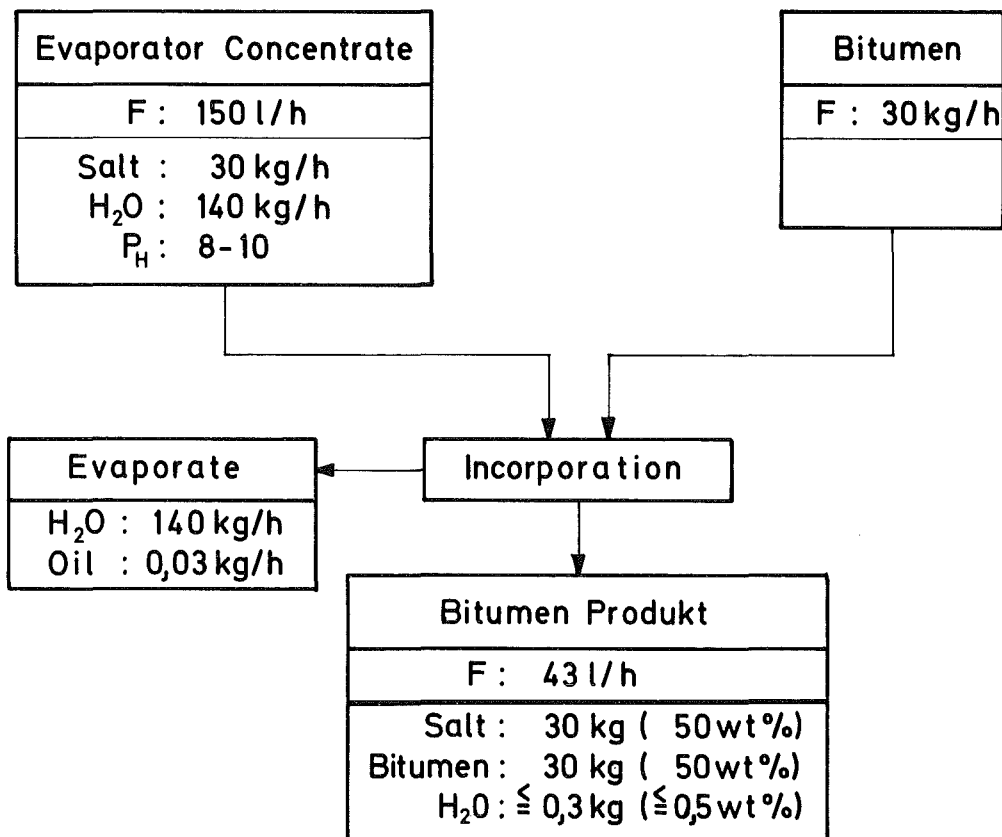 Evaporator Concentrate
F : 150 l/h
Salt : 30 kg/h
H₂O : 140 kg/h
P_H : 8-10
Bitumen
F : 30 kg/h
Incorporation
Evaporate
H₂O : 140 kg/h
Oil : 0,03 kg/h
Bitumen Produkt
F : 43 l/h
Salt : 30 kg ( 50 wt %)
Bitumen : 30 kg ( 50 wt %)
H₂O : ≦ 0,3 kg (≦ 0,5 wt %)